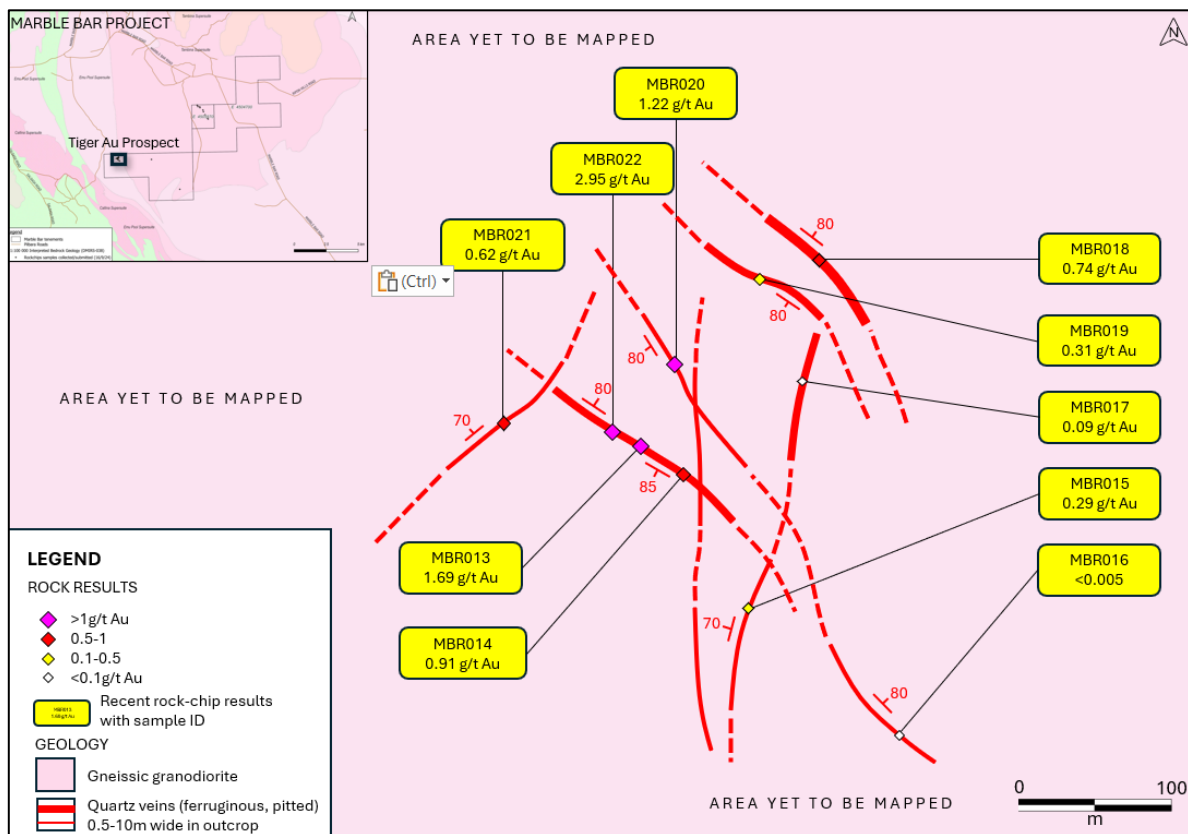 MARBLE BAR PROJECT
Tiger Au Prospect
AREA YET TO BE MAPPED
N
MBR020
1.22 g/t Au
MBR022
2.95 g/t Au
MBR021
0.62 g/t Au
(Ctrl)
80
80
80
80
70
85
70
80
MBR018
0.74 g/t Au
MBR019
0.31 g/t Au
MBR017
0.09 g/t Au
MBR015
0.29 g/t Au
MBR016
<0.005
AREA YET TO BE MAPPED
MBR013
1.69 g/t Au
MBR014
0.91 g/t Au
LEGEND
ROCK RESULTS
>1g/t Au
0.5-1
0.1-0.5
<0.1g/t Au
Recent rock-chip results
with sample ID
GEOLOGY
Gneissic granodiorite
Quartz veins (ferruginous, pitted)
0.5-10m wide in outcrop
AREA YET TO BE MAPPED
0 100
m